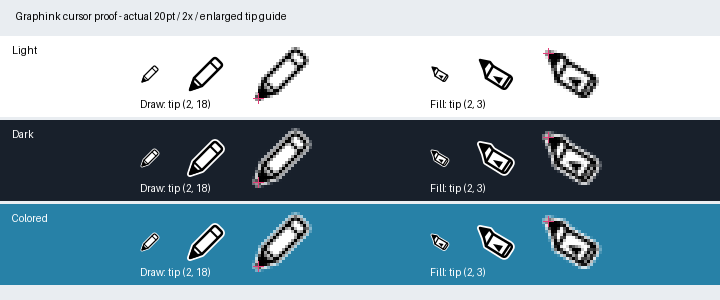 Graphink cursor proof - actual 20pt / 2x / enlarged tip guide
Light
Draw: tip (2, 18)
Fill: tip (2, 3)
Dark
Draw: tip (2, 18)
Fill: tip (2, 3)
Colored
Draw: tip (2, 18)
Fill: tip (2, 3)